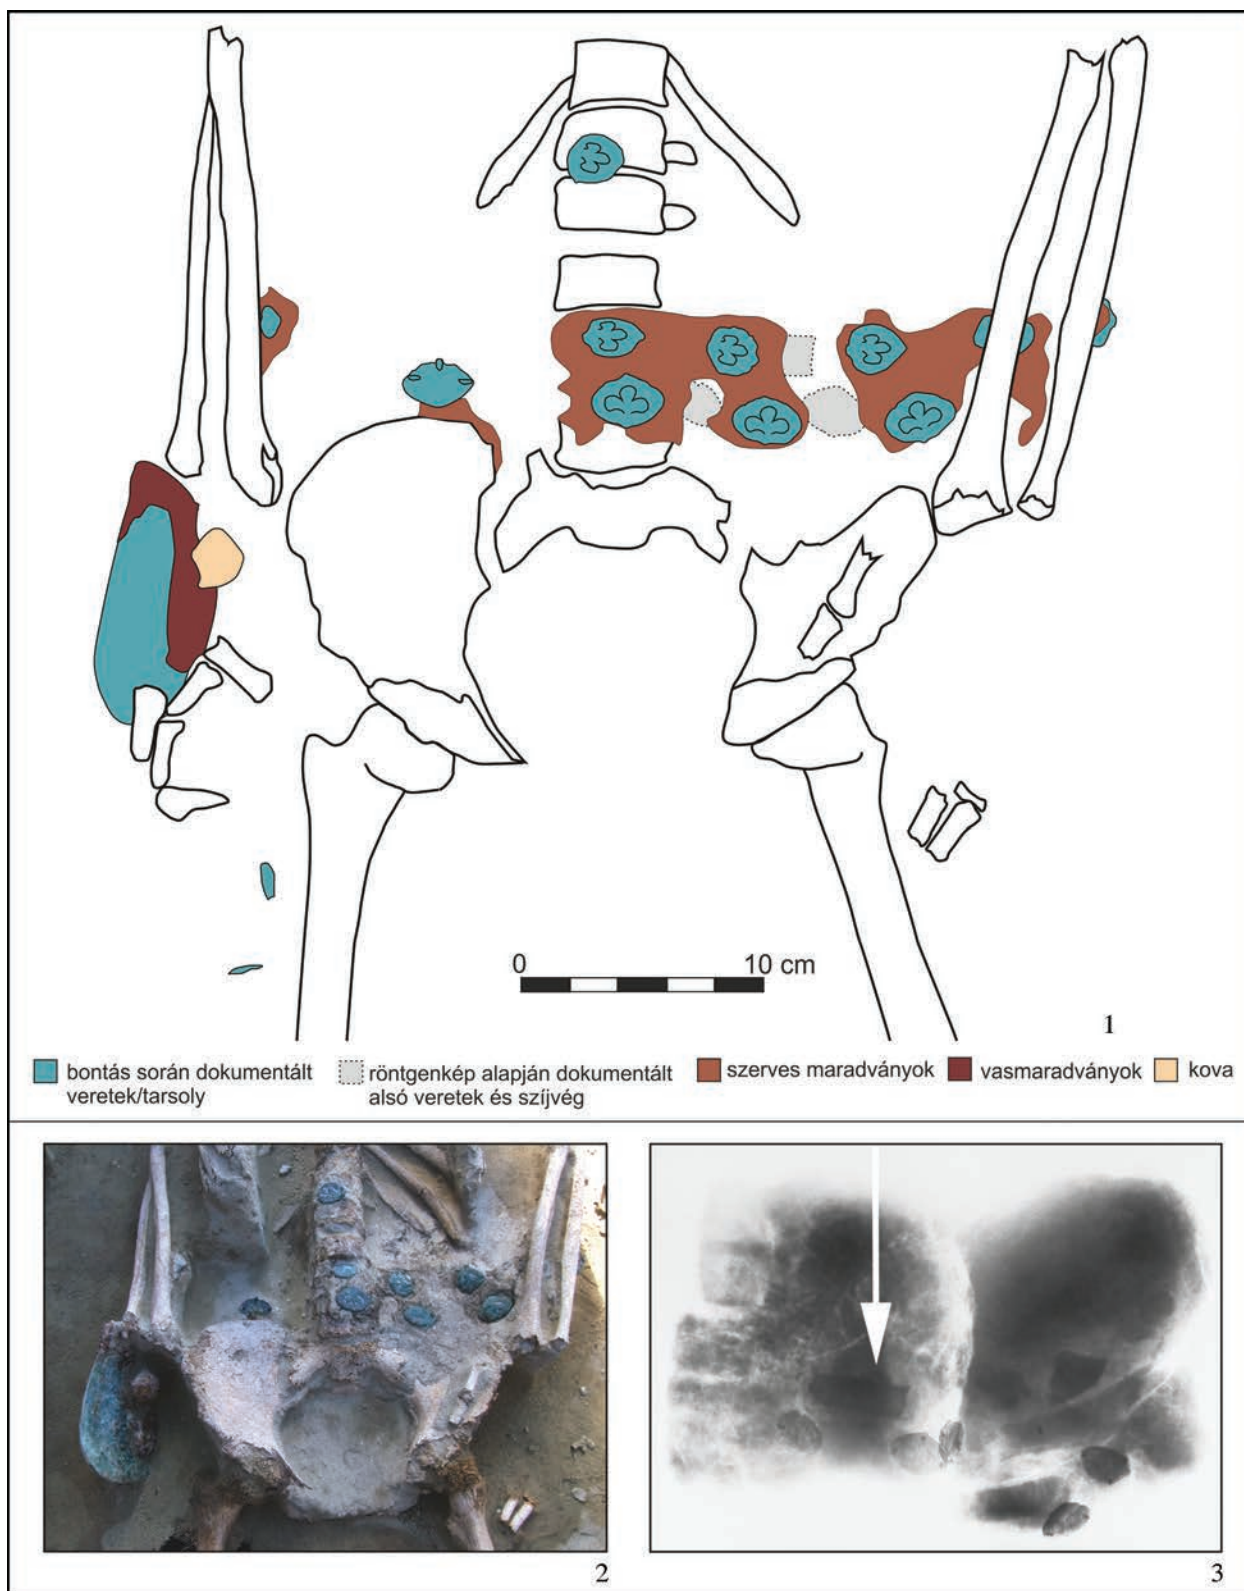 0 10 cm
1
bontás során dokumentált
veretek/tarsoly
röntgenkép alapján dokumentált
alsó veretek és szíjvég
szerves maradványok
vasmaradványok
kova
2
3